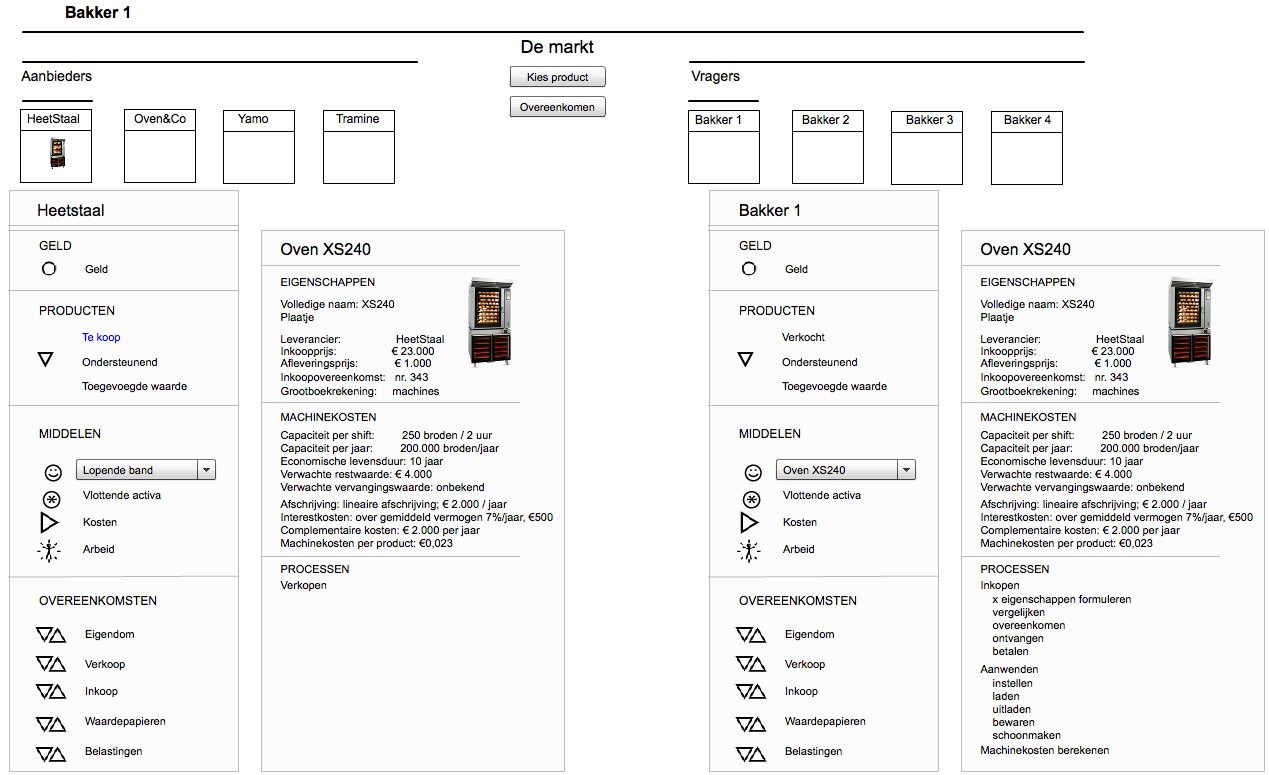 Bakker 1
De markt
Kies product
Overeenkomen
Aanbieders
HeetStaal
Oven&Co
Yamo
Tramine
Vragers
Bakker 1
Bakker 2
Bakker 3
Bakker 4
Heetstaal
GELD
Geld
PRODUCTEN
Te koop
Ondersteunend
Toegevoegde waarde
MIDDELEN
Lopende band
Vlottende activa
Kosten
Arbeid
OVEREENKOMSTEN
Eigendom
Verkoop
Inkoop
Waardepapieren
Belastingen
Oven XS240
EIGENSCHAPPEN
Volledige naam: XS240
Plaatje
Leverancier: HeetStaal
Inkoopprijs: € 23.000
Afleveringsprijs: € 1.000
Inkoopovereenkomst: nr. 343
Grootboekrekening: machines
MACHINEKOSTEN
Capaciteit per shift: 250 broden / 2 uur
Capaciteit per jaar: 200.000 broden/jaar
Economische levensduur: 10 jaar
Verwachte restwaarde: € 4.000
Verwachte vervangingswaarde: onbekend
Afschrijving: lineaire afschrijving; € 2.000 / jaar
Interestkosten: over gemiddeld vermogen 7%/jaar, €500
Complementaire kosten: € 2.000 per jaar
Machinekosten per product: €0,023
PROCESSEN
Verkopen
Bakker 1
GELD
Geld
PRODUCTEN
Verkocht
Ondersteunend
Toegevoegde waarde
MIDDELEN
Oven XS240
Vlottende activa
Kosten
Arbeid
OVEREENKOMSTEN
Eigendom
Verkoop
Inkoop
Waardepapieren
Belastingen
Oven XS240
EIGENSCHAPPEN
Volledige naam: XS240
Plaatje
Leverancier: HeetStaal
Inkoopprijs: € 23.000
Afleveringsprijs: € 1.000
Inkoopovereenkomst: nr. 343
Grootboekrekening: machines
MACHINEKOSTEN
Capaciteit per shift: 250 broden / 2 uur
Capaciteit per jaar: 200.000 broden/jaar
Economische levensduur: 10 jaar
Verwachte restwaarde: € 4.000
Verwachte vervangingswaarde: onbekend
Afschrijving: lineaire afschrijving; € 2.000 / jaar
Interestkosten: over gemiddeld vermogen 7%/jaar, €500
Complementaire kosten: € 2.000 per jaar
Machinekosten per product: €0,023
PROCESSEN
Inkopen
x eigenschappen formuleren
vergelijken
overeenkomen
ontvangen
betalen
Aanwenden
instellen
laden
uitladen
bewaren
schoonmaken
Machinekosten berekenen